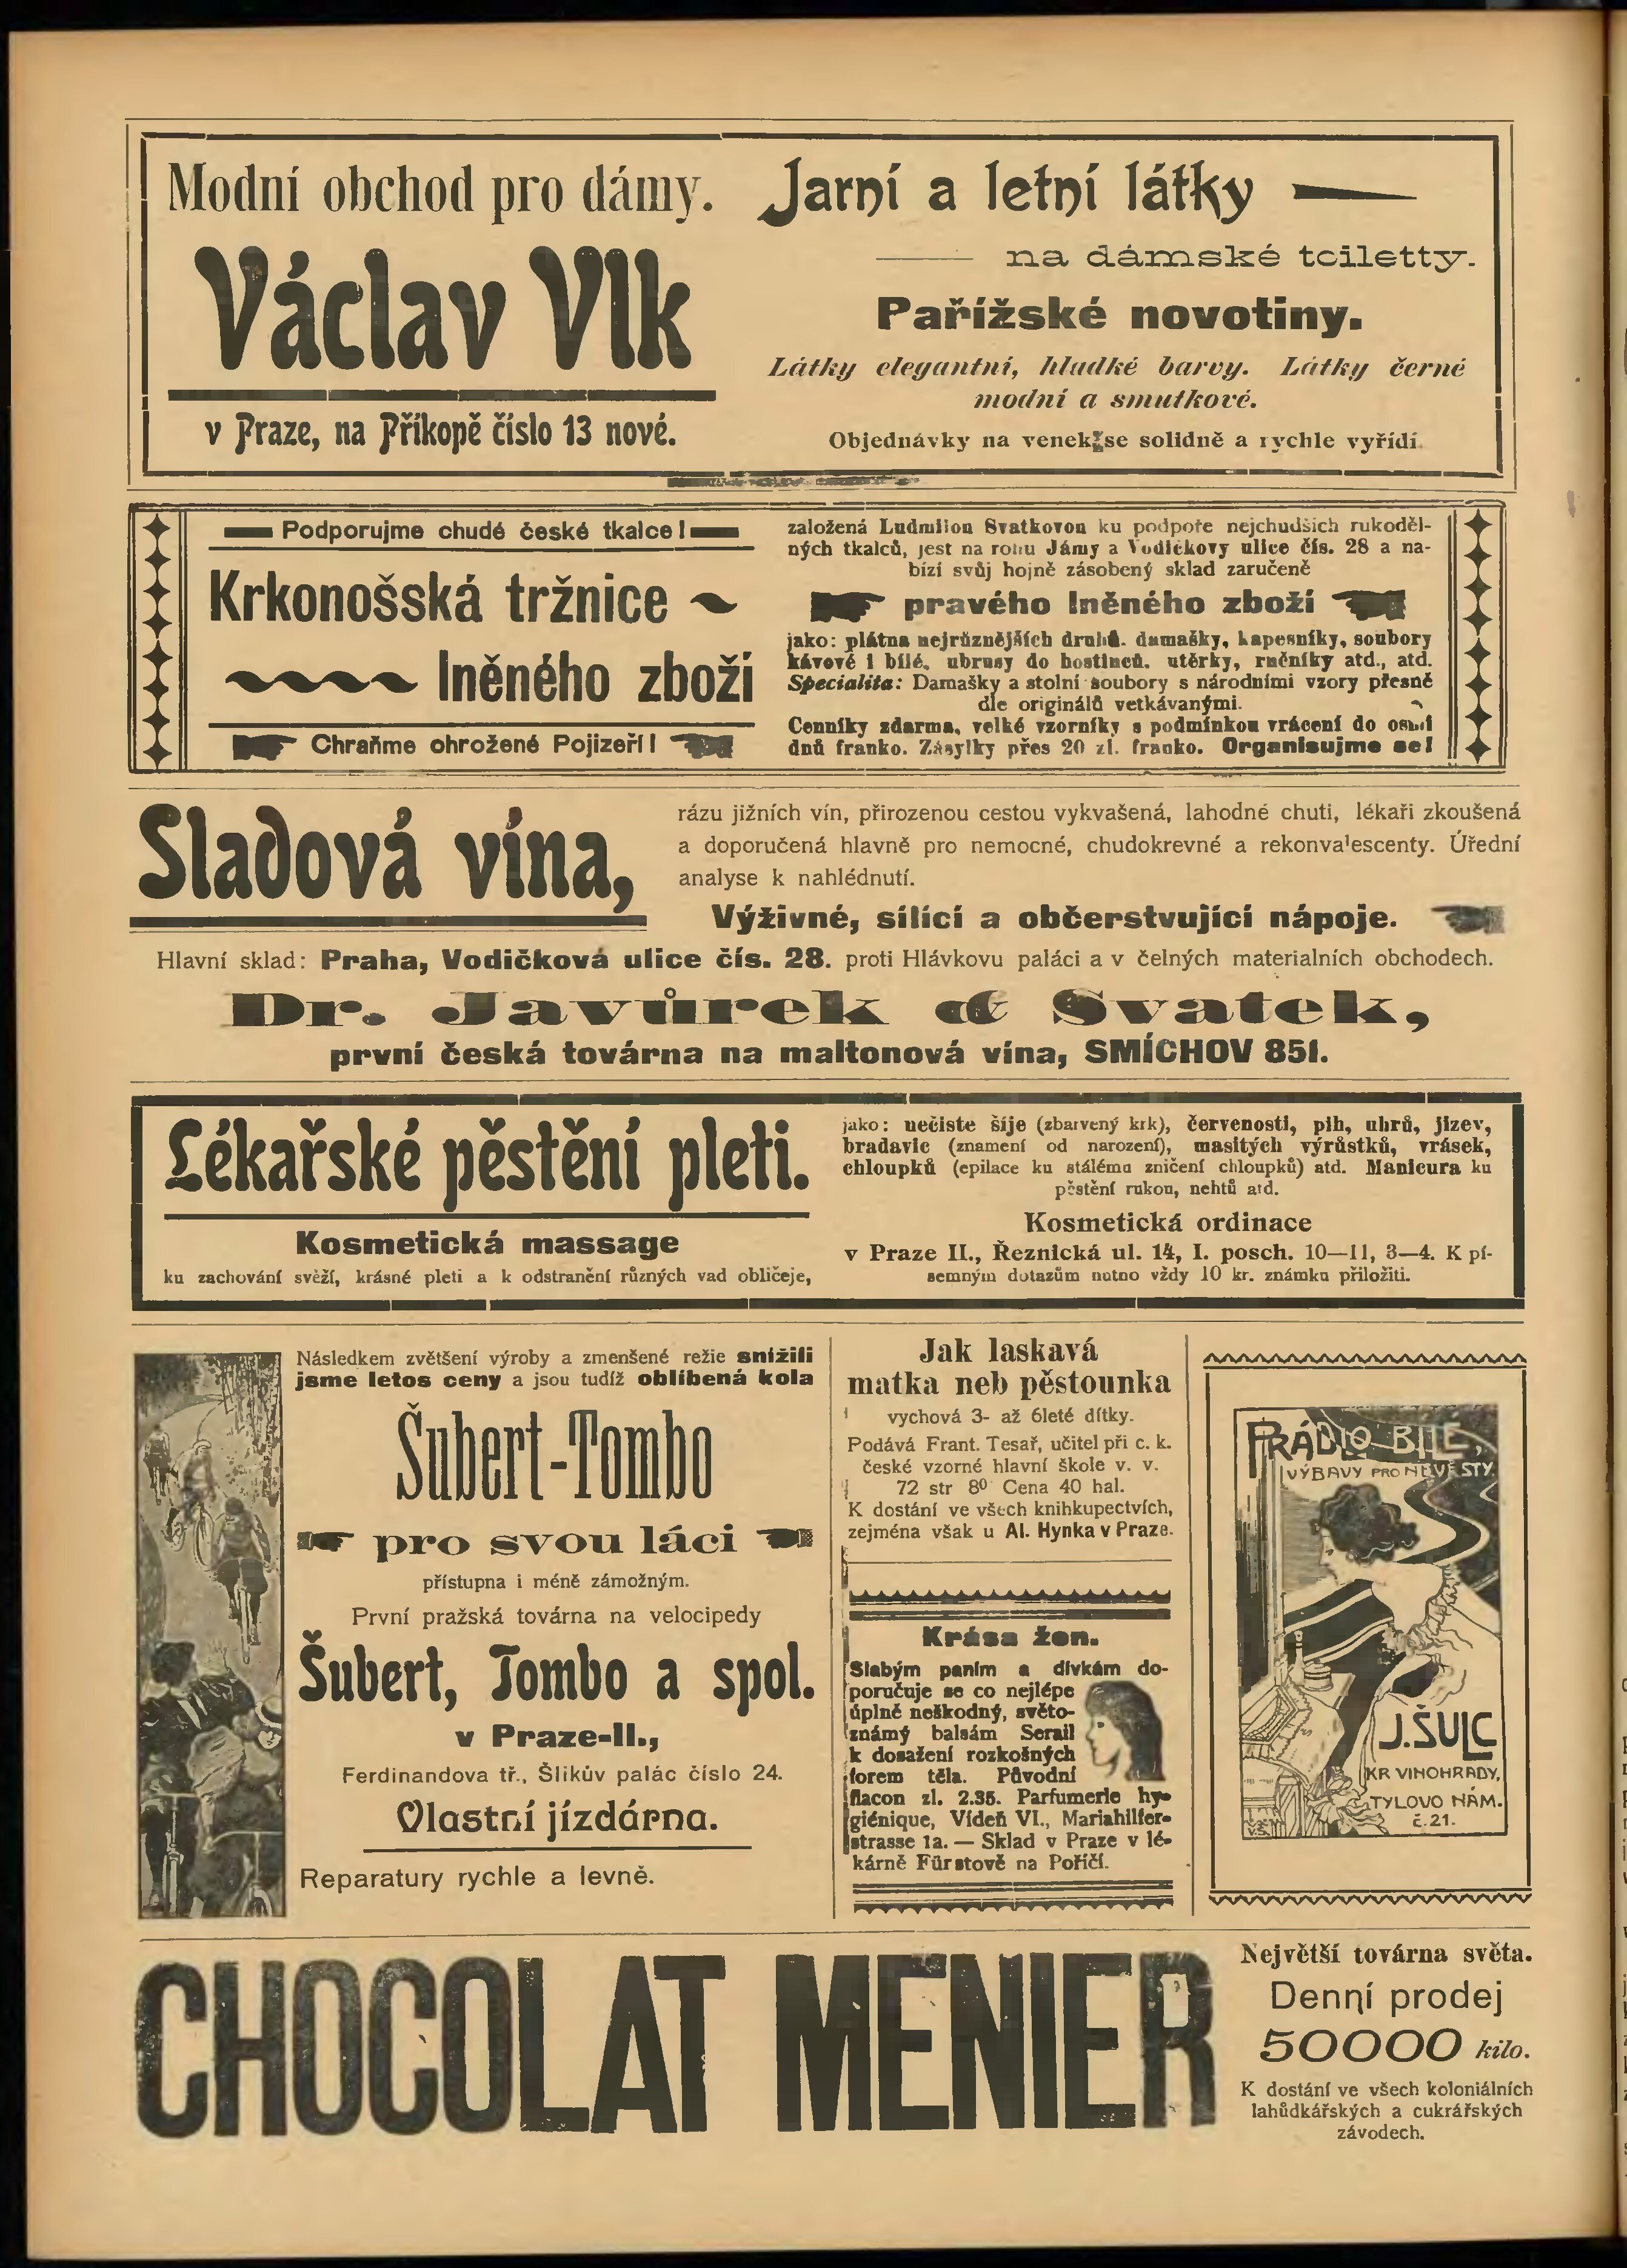 Modní obchod pro dámy.
Václav Vlk
v Praze, na Příkopě číslo 13 nové.
Jarní a letní látky
na dámské toiletty.
Pařížské novotiny.
Látky elegantní, hladké barvy. Látky černé
modní a smutkové.
Objednávky na venek se solidně a rychle vyřídí
Podporujme chudé české tkalce!
Krkonošská tržnice
lněného zboží
Chraňme ohrožené Pojizeří!
založená Ludmilou Svatkovou ku podpoře nejchudších rukoděl-
ných tkalců, jest na rohu Jámy a Vodičkovy ulice čís. 28 a na-
bízí svůj hojně zásobený sklad zaručeně
pravého lněného zboží
jako: plátna nejrůznějších druhů. damašky, kapesníky, soubory
kávové i bílé, ubrusy do hostinců. utěrky, ručníky atd., atd.
Specialita: Damašky a stolní soubory s národními vzory přesně
dle originálů vetkávanými.
Cenníky zdarma, velké vzorníky s podmínkou vrácení do osmi
dnů franko. Zásylky přes 20 zl. franko. Organisujme se!
Sladová vína,
rázu jižních vín, přirozenou cestou vykvašená, lahodné chuti, lékaři zkoušená
a doporučená hlavně pro nemocné, chudokrevné a rekonvalescenty. Úřední
analyse k nahlédnutí.
Výživné, sílící a občerstvující nápoje.
Hlavní sklad: Praha, Vodičková ulice čís. 28. proti Hlávkovu paláci a v čelných materialních obchodech.
Dr. Javůrek & Svatek,
první česká továrna na maltonová vína, SMÍCHOV 851.
Lékařské pěstění pleti.
Kosmetická massage
ku zachování svěží, krásné pleti a k odstranění různých vad obličeje,
jako: nečiste šíje (zbarvený krk), červenosti, pih, uhrů, jizev,
bradavic (znamení od narození), masitých výrůstků, vrásek,
chloupků (epilace ku stálému zničení chloupků) atd. Manicura ku
pěstění rukou, nehtů atd.
Kosmetická ordinace
v Praze II., Řeznická ul. 14, I. posch. 10—11, 3—4. K pí-
semným dotazům nutno vždy 10 kr. známku přiložiti.
Následkem zvětšení výroby a zmenšené režie snížili
jsme letos ceny a jsou tudíž oblíbená kola
Šubert-Tombo
pro svou láci
přístupna i méně zámožným.
První pražská továrna na velocipedy
Šubert, Tombo a spol.
v Praze-II.,
Ferdinandova tř., Šlikův palác číslo 24.
Vlastní jízdárna.
Reparatury rychle a levně.
Jak laskavá
matka neb pěstounka
vychová 3- až 6leté dítky.
Podává Frant. Tesař, učitel při c. k.
české vzorné hlavní škole v. v.
72 str 8⁰ Cena 40 hal.
K dostání ve všech knihkupectvích,
zejména však u Al. Hynka v Praze.
Krása žen.
Slabým paním a dívkám do-
poručuje se co nejlépe
úplně neškodný, světo-
známý balsám Serail
k dosažení rozkošných
forem těla. Původní
flacon zl. 2.35. Parfumerie hy-
giénique, Vídeň VI., Mariahilfer-
strasse 1a. — Sklad v Praze v lé-
kárně Fürstově na Poříčí.
PRÁDLO BÍLÉ,
VÝBAVY PRO NEVĚSTY
J. ŠULC
KR VINOHRADY,
TYLOVO NÁM.
č. 21.
V.Š.
CHOCOLAT MENIER
Největší továrna světa.
Denní prodej
50000 kilo.
K dostání ve všech koloniálních
lahůdkářských a cukrářských
závodech.